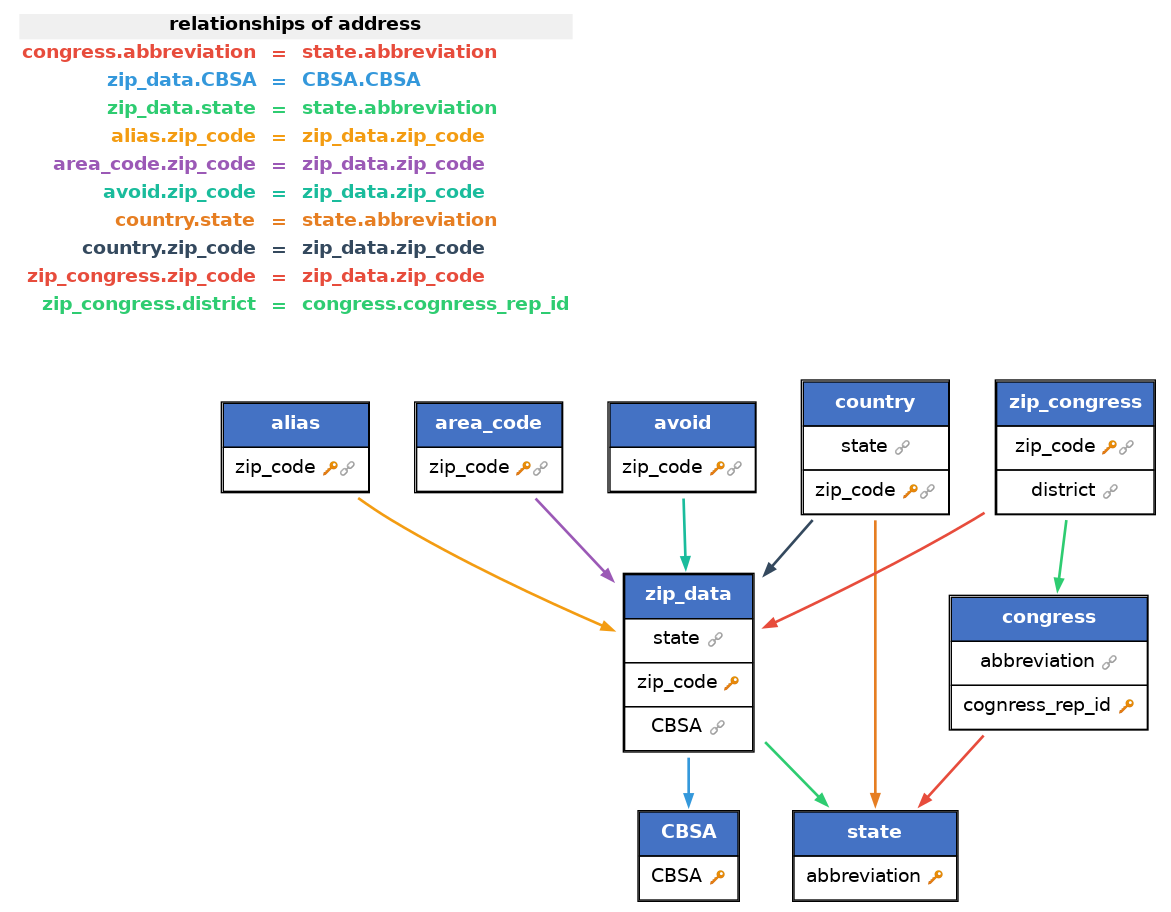 relationships of address
congress.abbreviation = state.abbreviation
zip_data.CBSA = CBSA.CBSA
zip_data.state = state.abbreviation
alias.zip_code = zip_data.zip_code
area_code.zip_code = zip_data.zip_code
avoid.zip_code = zip_data.zip_code
country.state = state.abbreviation
country.zip_code = zip_data.zip_code
zip_congress.zip_code = zip_data.zip_code
zip_congress.district = congress.cognress_rep_id
alias
zip_code
area_code
zip_code
avoid
zip_code
country
state
zip_code
zip_congress
zip_code
district
zip_data
state
zip_code
CBSA
congress
abbreviation
cognress_rep_id
CBSA
CBSA
state
abbreviation